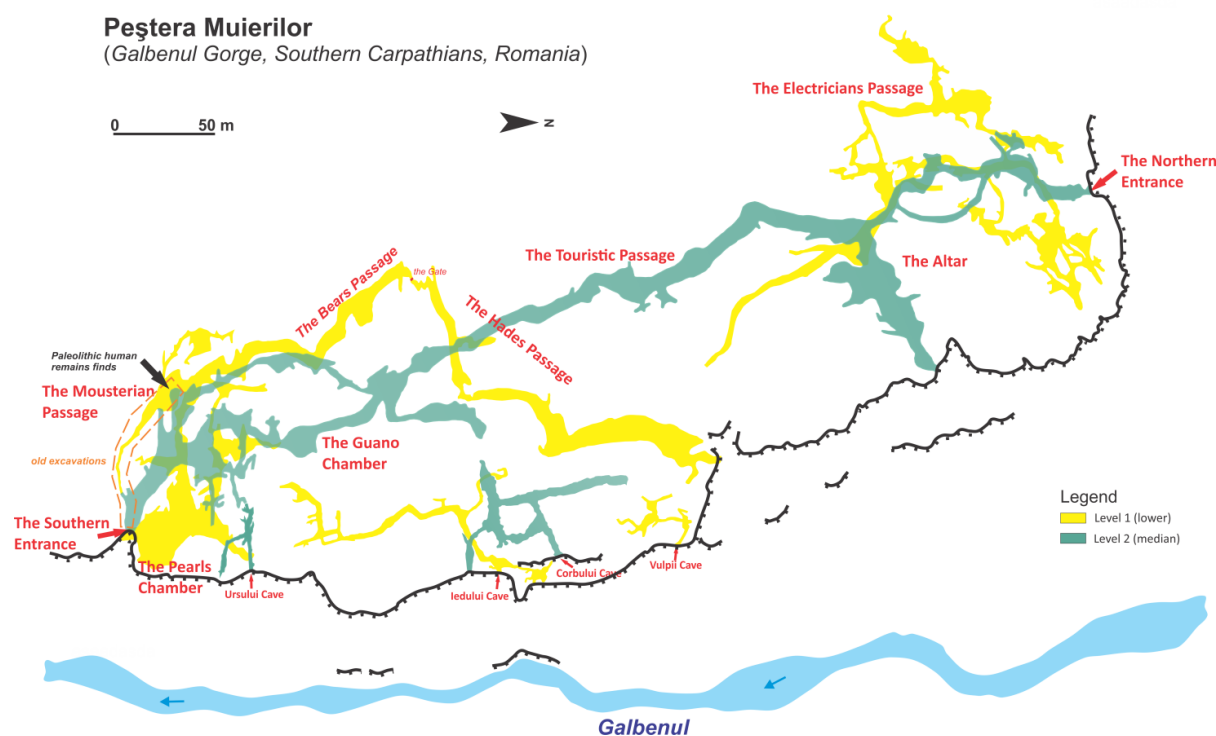 Peştera Muierilor
(Galbenul Gorge, Southern Carpathians, Romania)
0 50 m
N
The Electricians Passage
The Northern
Entrance
The Touristic Passage
The Altar
the Gate
The Bears Passage
The Hades Passage
Paleolithic human
remains finds
The Mousterian
Passage
The Guano
Chamber
old excavations
The Southern
Entrance
The Pearls
Chamber
Ursului Cave
Iedului Cave
Corbului Cave
Vulpii Cave
Legend
Level 1 (lower)
Level 2 (median)
Galbenul